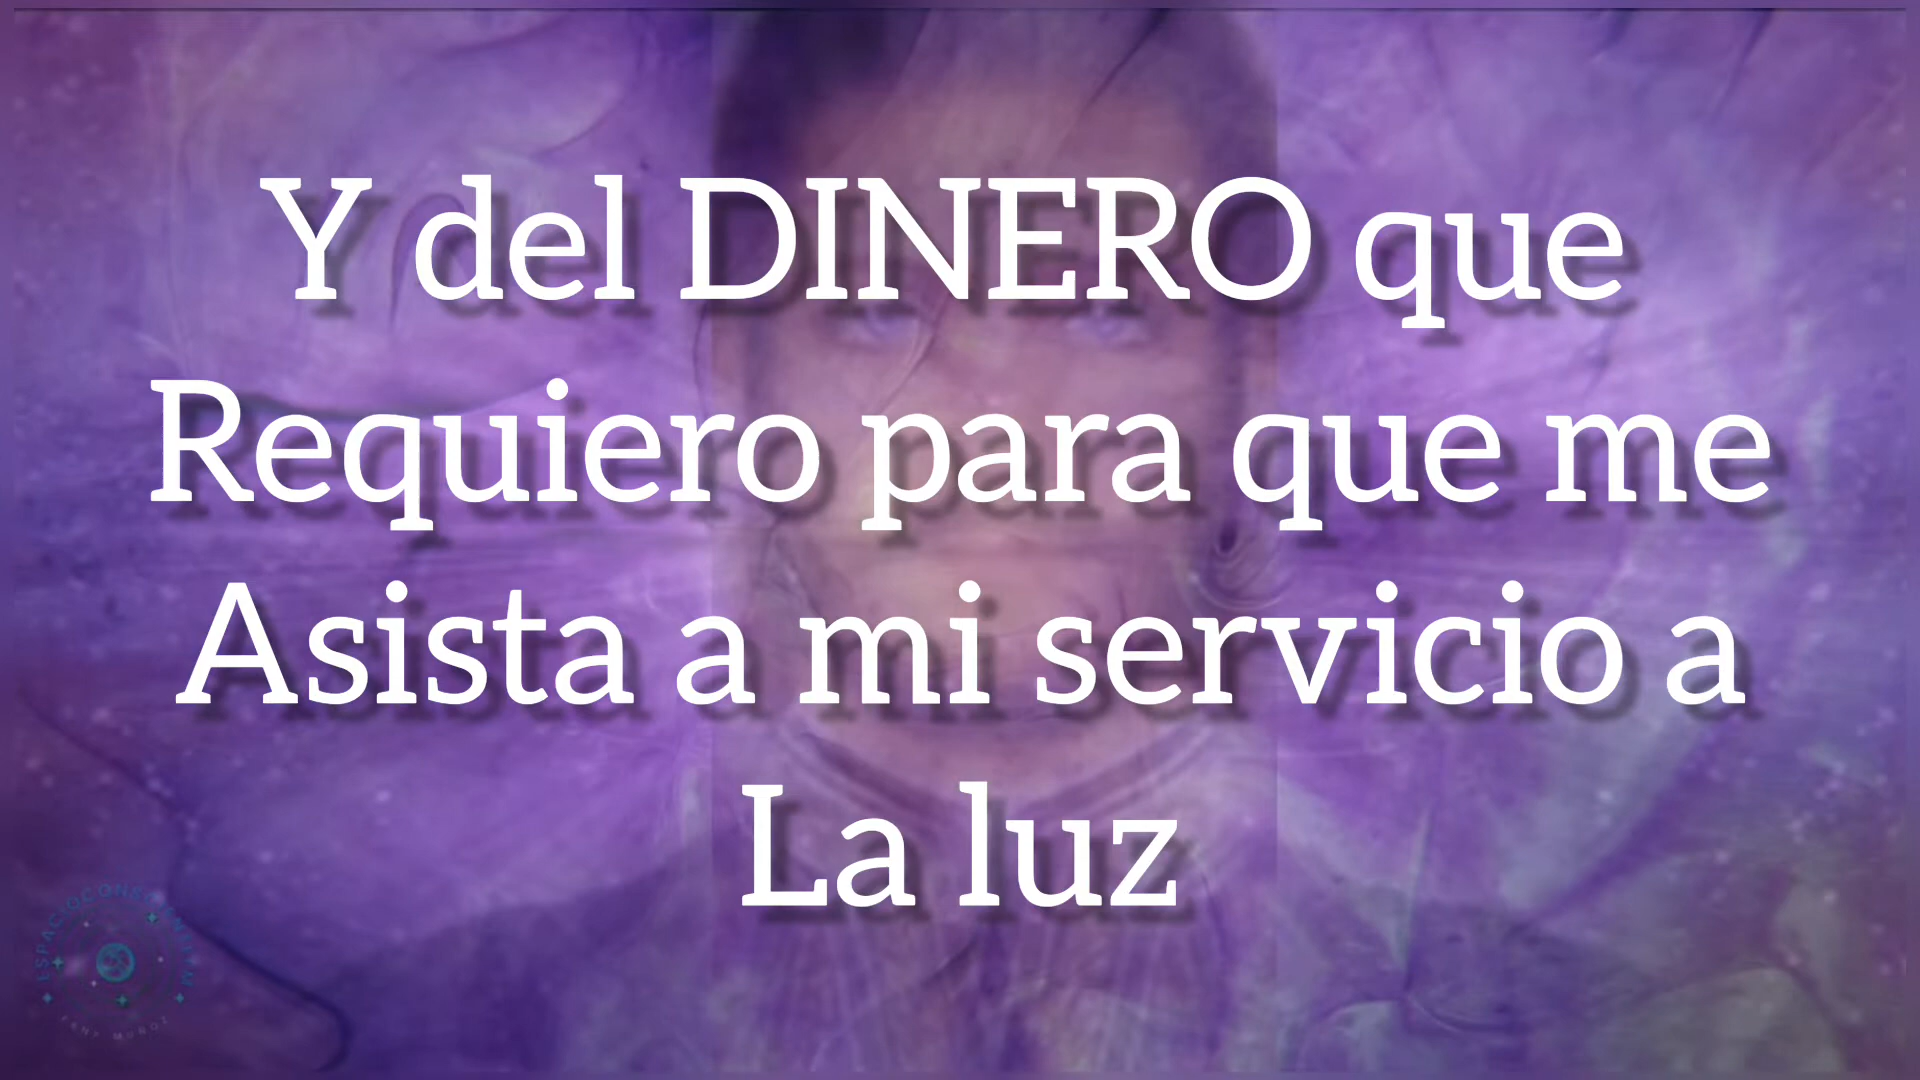 Y del DINERO que
Requiero para que me
Asista a mi servicio a
La luz